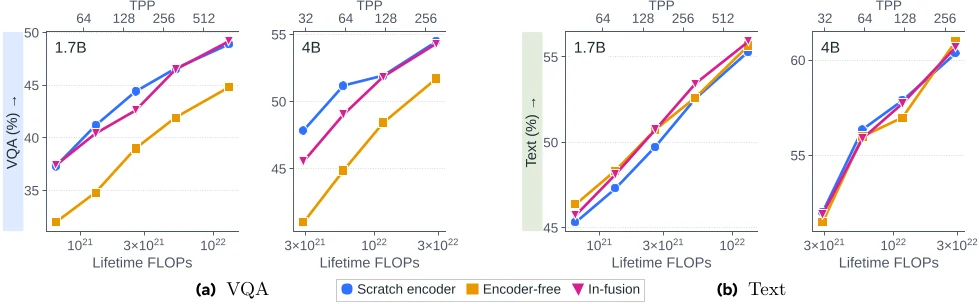 TPP
64 128 256 512
1.7B
VQA (%) →
50
45
40
35
10²¹ 3×10²¹ 10²²
Lifetime FLOPs
TPP
32 64 128 256
4B
55
50
45
3×10²¹ 10²² 3×10²²
Lifetime FLOPs
TPP
64 128 256 512
1.7B
Text (%) →
55
50
45
10²¹ 3×10²¹ 10²²
Lifetime FLOPs
TPP
32 64 128 256
4B
60
55
3×10²¹ 10²² 3×10²²
Lifetime FLOPs
(a) VQA
Scratch encoder Encoder-free In-fusion
(b) Text